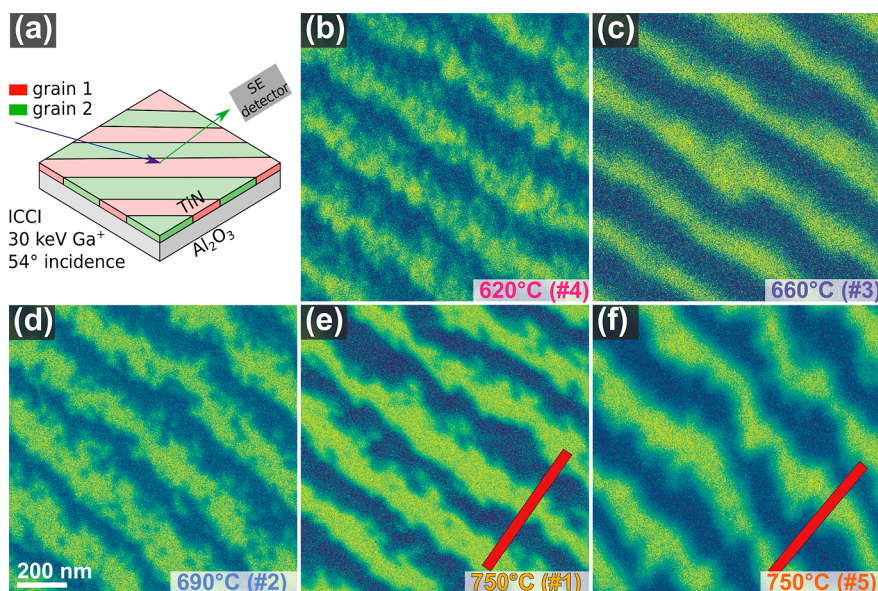 (a)
grain 1
grain 2
SE
detector
TiN
Al₂O₃
ICCI
30 keV Ga⁺
54° incidence
(b)
620°C (#4)
(c)
660°C (#3)
(d)
200 nm
690°C (#2)
(e)
750°C (#1)
(f)
750°C (#5)